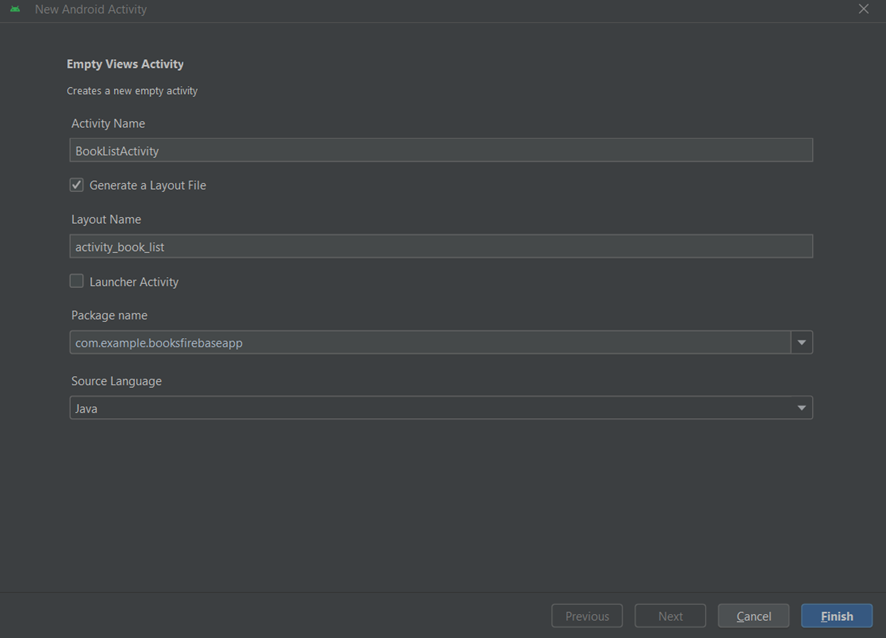 New Android Activity
Empty Views Activity
Creates a new empty activity
Activity Name
BookListActivity
Generate a Layout File
Layout Name
activity_book_list
Launcher Activity
Package name
com.example.booksfirebaseapp
Source Language
Java
Previous Next Cancel Finish